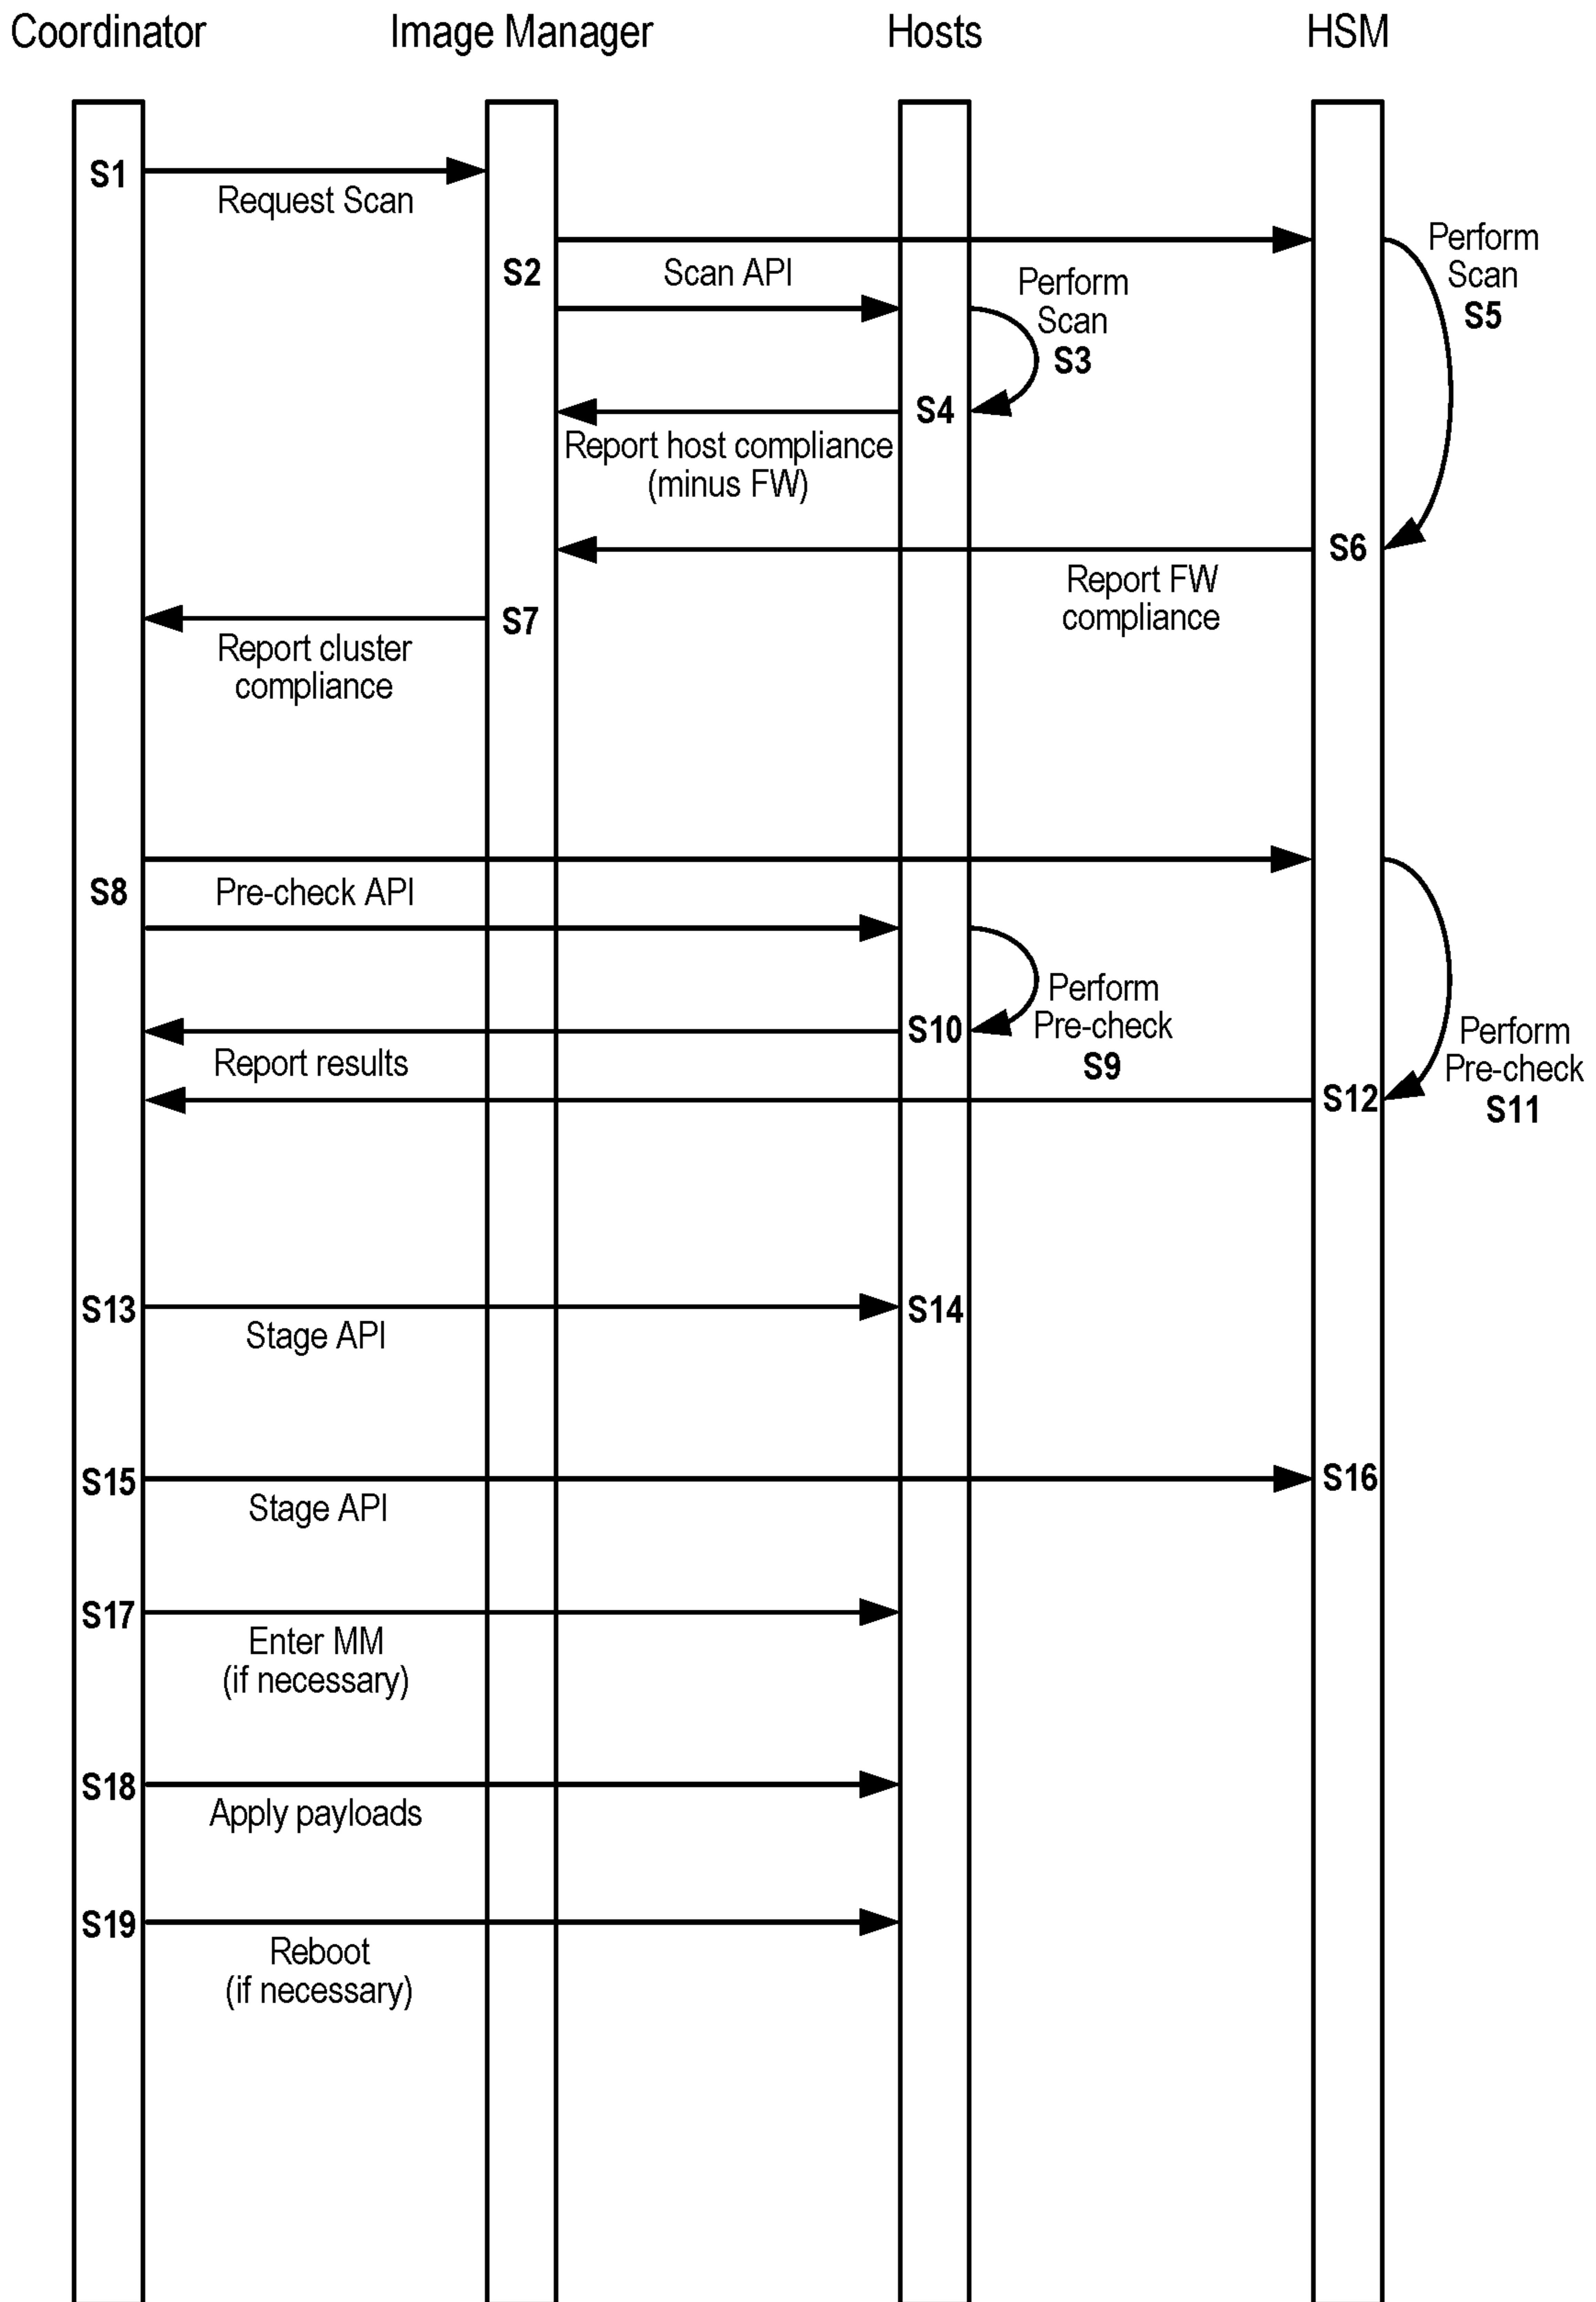 Coordinator
Image Manager
Hosts
HSM
S1
Request Scan
S2
Scan API
Perform
Scan
S3
Perform
Scan
S5
S4
Report host compliance
(minus FW)
S6
Report FW
compliance
S7
Report cluster
compliance
S8
Pre-check API
Perform
Pre-check
S9
S10
Report results
Perform
Pre-check
S11
S12
S13
Stage API
S14
S15
Stage API
S16
S17
Enter MM
(if necessary)
S18
Apply payloads
S19
Reboot
(if necessary)